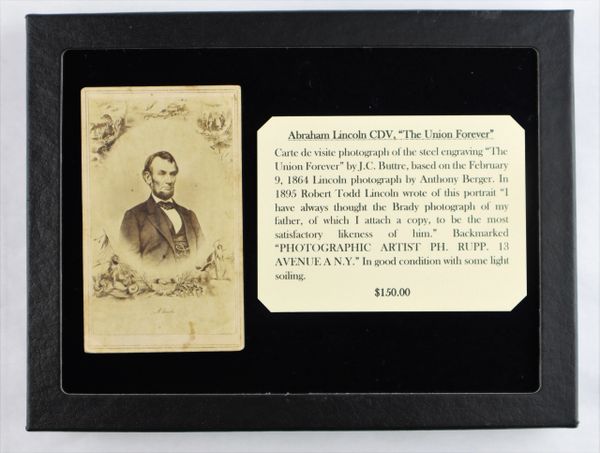 Abraham Lincoln CDV, "The Union Forever"
Carte de visite photograph of the steel engraving "The
Union Forever" by J.C. Buttre, based on the February
9, 1864 Lincoln photograph by Anthony Berger. In
1895 Robert Todd Lincoln wrote of this portrait "I
have always thought the Brady photograph of my
father, of which I attach a copy, to be the most
satisfactory likeness of him." Backmarked
"PHOTOGRAPHIC ARTIST PH. RUPP. 13
AVENUE A N.Y." In good condition with some light
soiling.
$150.00